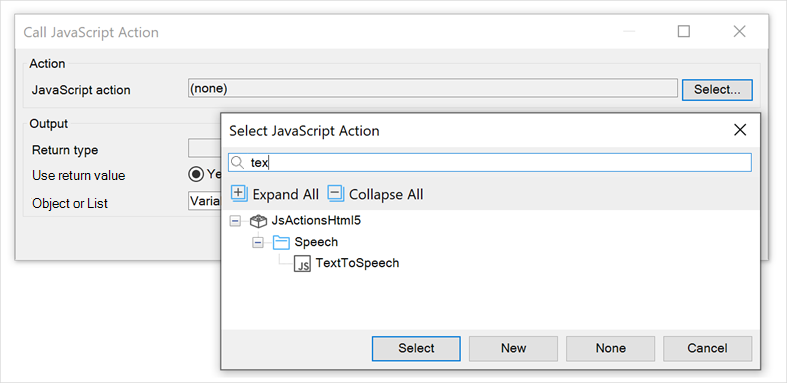 Call JavaScript Action
Action
JavaScript action (none) Select...
Output
Return type
Use return value Ye
Object or List Varia
Select JavaScript Action
tex
Expand All Collapse All
JsActionsHtml5
Speech
JS TextToSpeech
Select New None Cancel